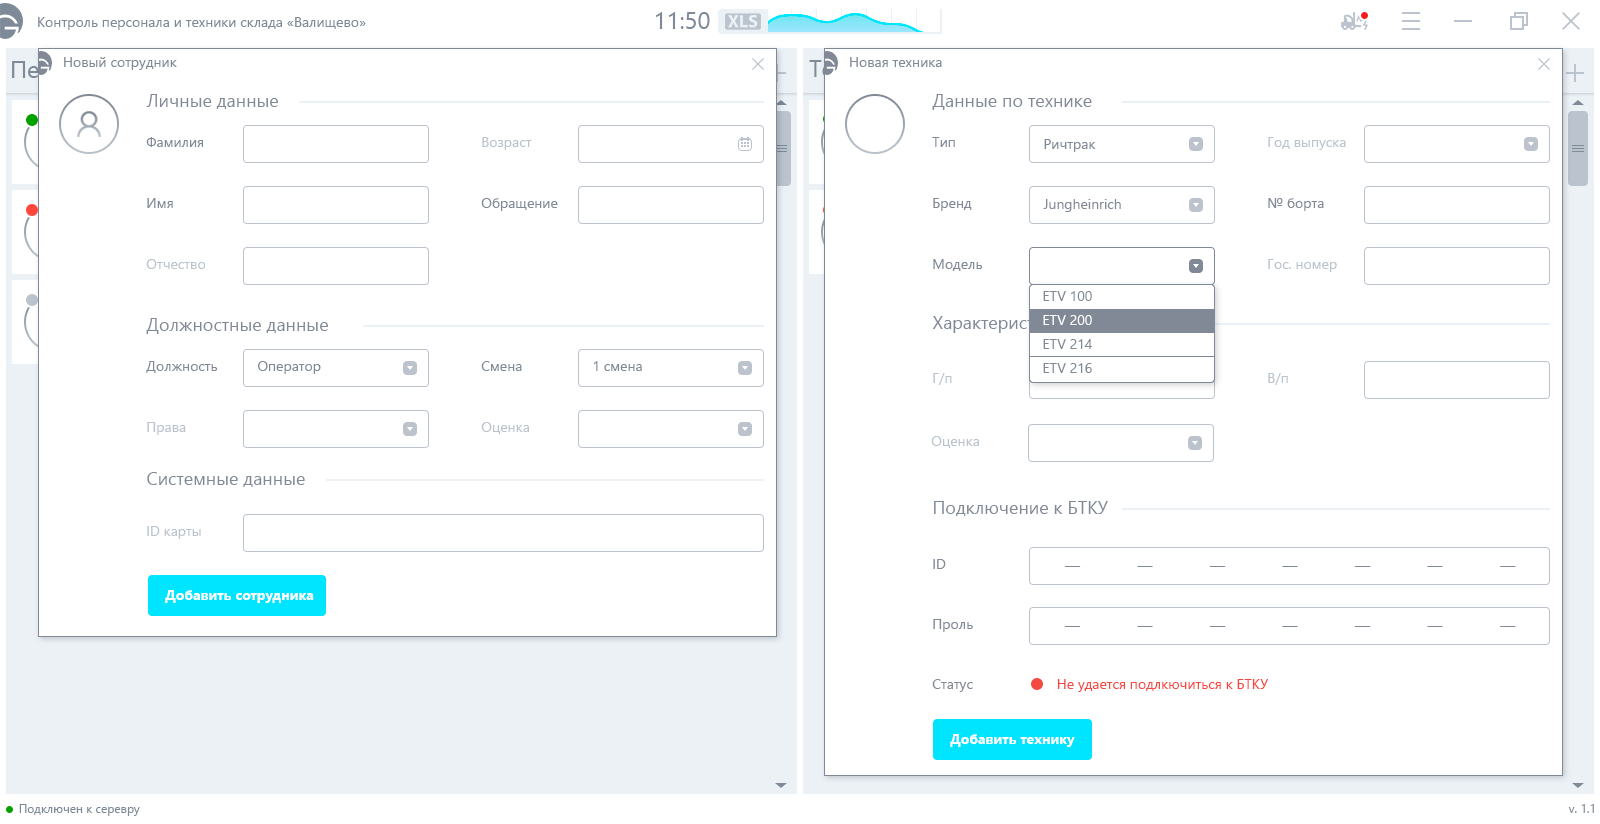 Контроль персонала и техники склада «Валищево»
11:50
XLS
Пе
Новый сотрудник
Личные данные
Фамилия
Возраст
Имя
Обращение
Отчество
Должностные данные
Должность
Оператор
Смена
1 смена
Права
Оценка
Системные данные
ID карты
Добавить сотрудника
Те
Новая техника
Данные по технике
Тип
Ричтрак
Год выпуска
Бренд
Jungheinrich
№ борта
Модель
Гос. номер
ETV 100
ETV 200
ETV 214
ETV 216
Характерист
Г/п
В/п
Оценка
Подключение к БТКУ
ID
— — — — — — —
Проль
— — — — — — —
Статус
Не удается подлкючиться к БТКУ
Добавить технику
Подключен к серевру
v. 1.1